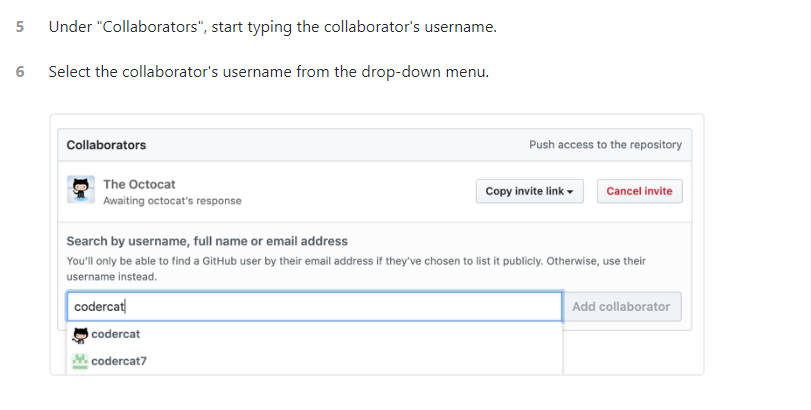 5 Under "Collaborators", start typing the collaborator's username.
6 Select the collaborator's username from the drop-down menu.
Collaborators Push access to the repository
The Octocat
Awaiting octocat's response
Copy invite link Cancel invite
Search by username, full name or email address
You'll only be able to find a GitHub user by their email address if they've chosen to list it publicly. Otherwise, use their
username instead.
codercat Add collaborator
codercat
codercat7